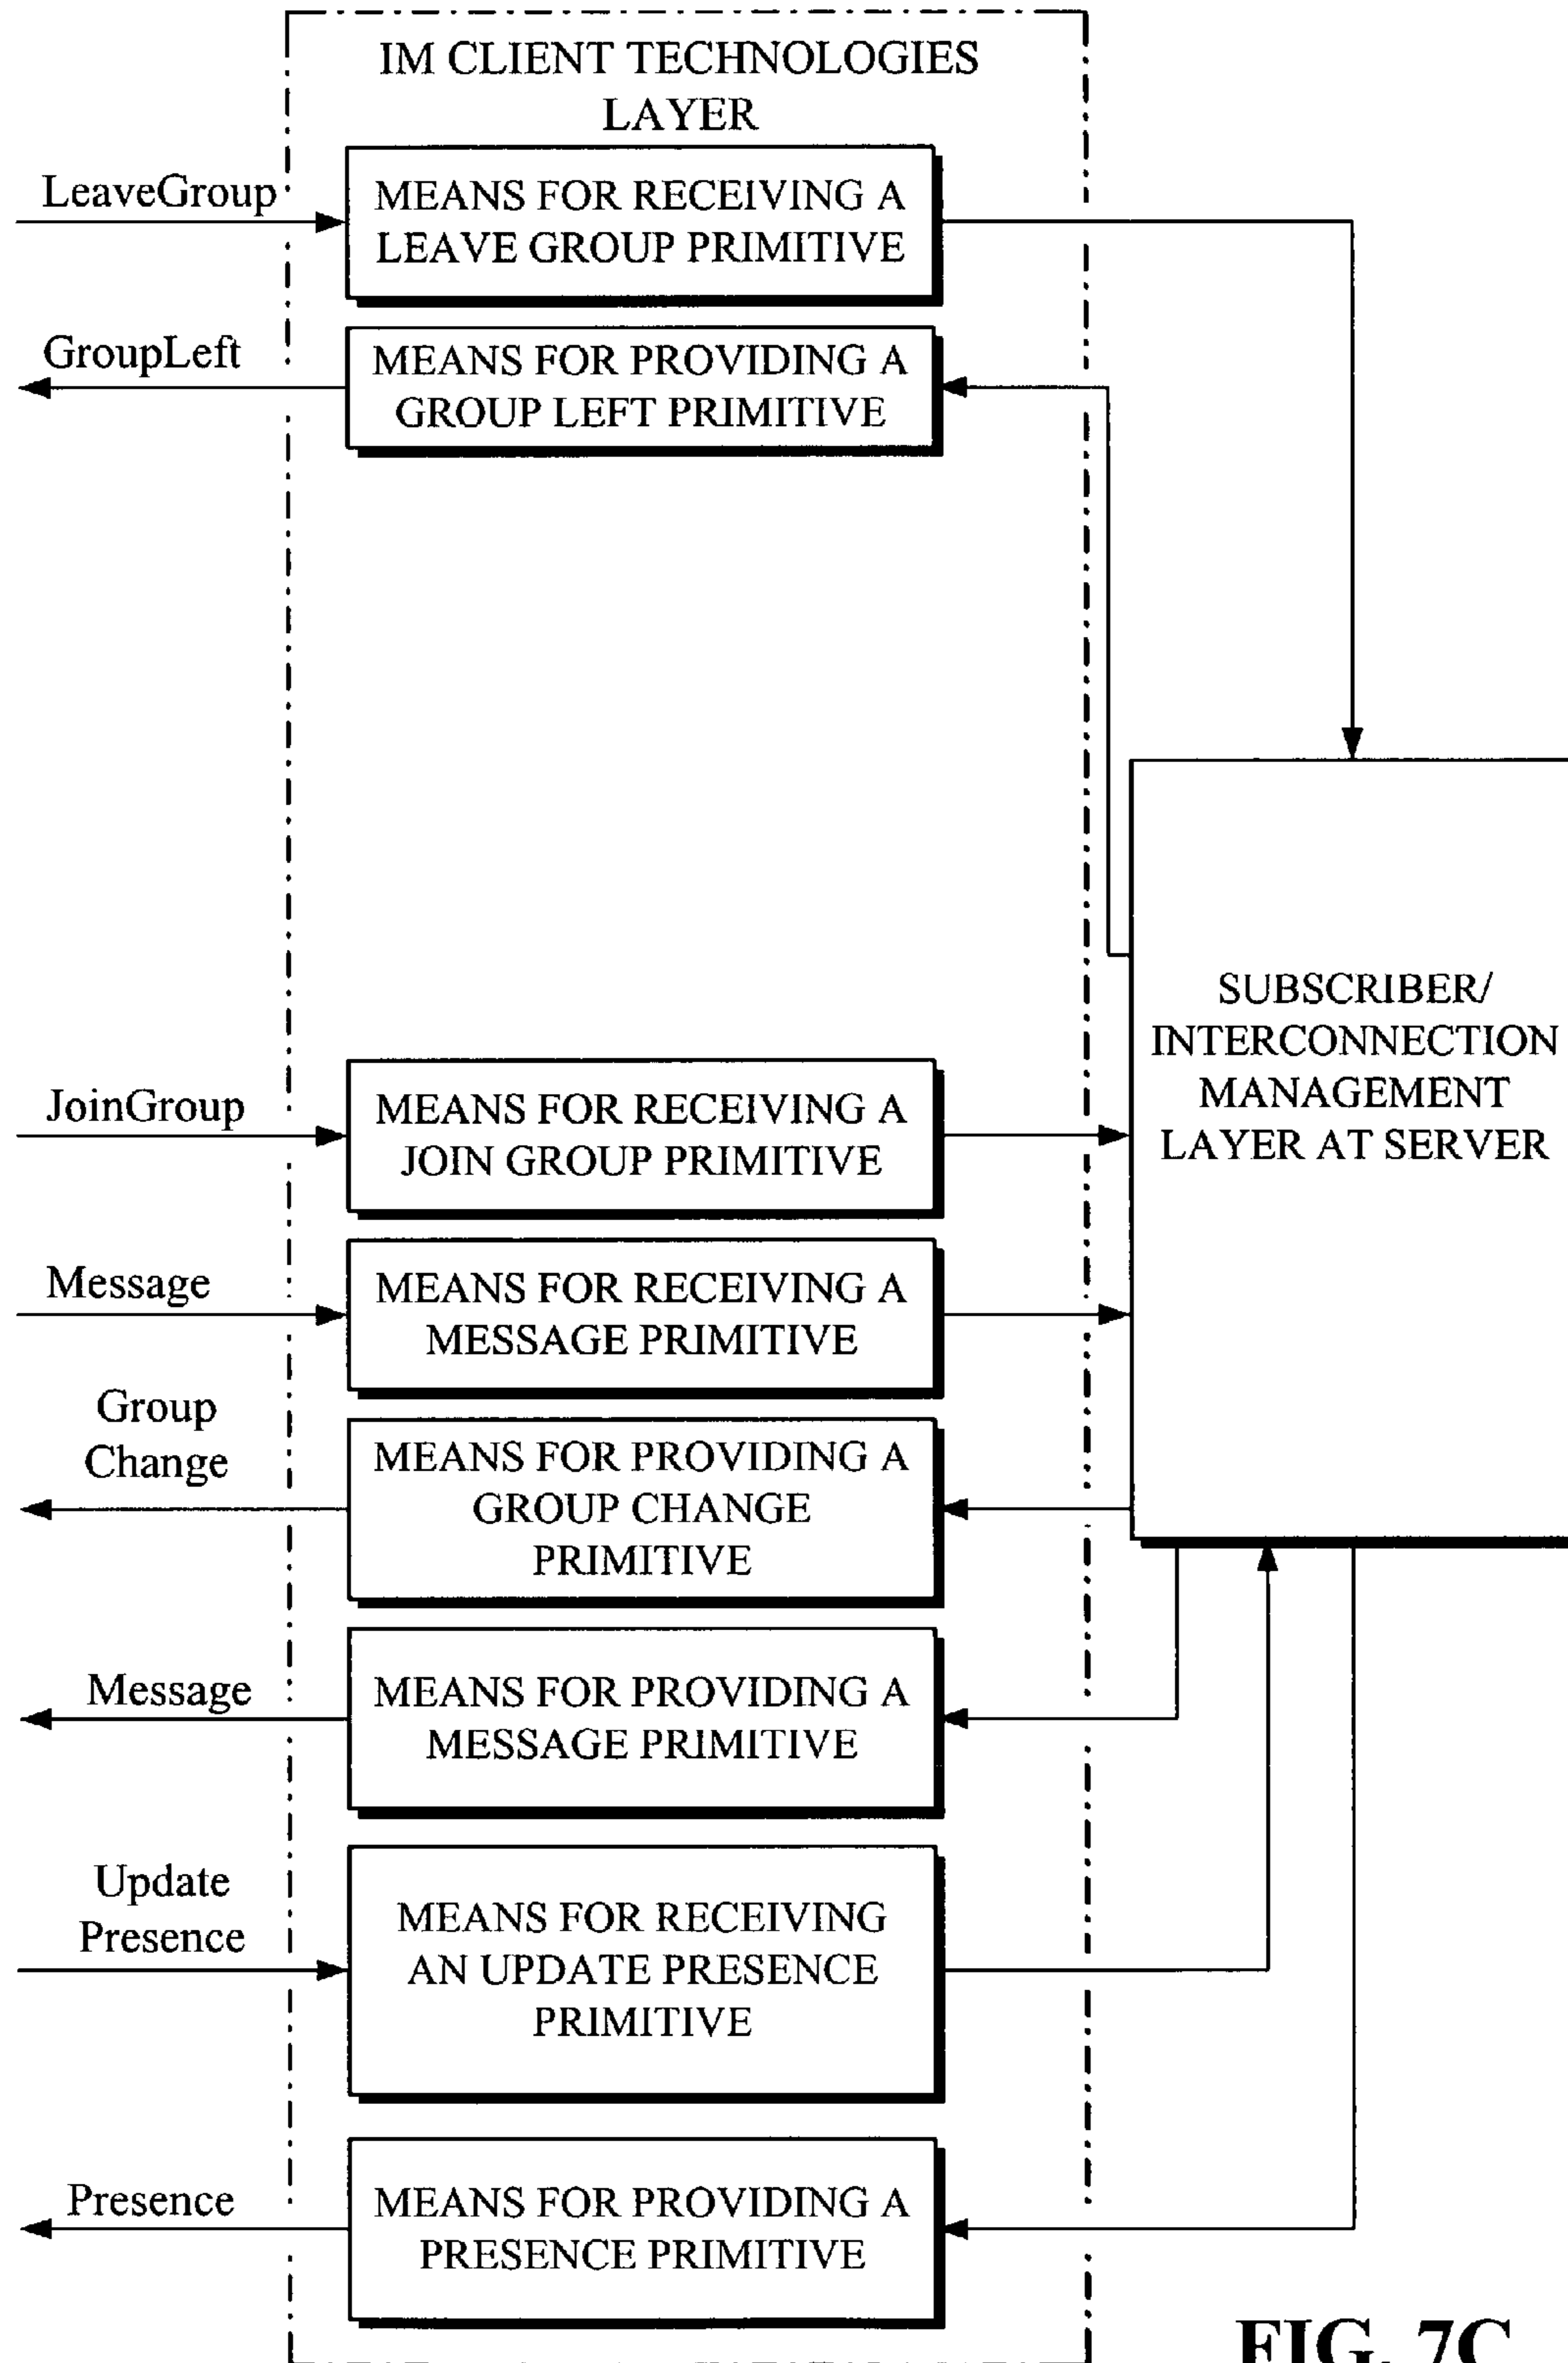 IM CLIENT TECHNOLOGIES
LAYER
LeaveGroup
MEANS FOR RECEIVING A
LEAVE GROUP PRIMITIVE
GroupLeft
MEANS FOR PROVIDING A
GROUP LEFT PRIMITIVE
SUBSCRIBER/
INTERCONNECTION
MANAGEMENT
LAYER AT SERVER
JoinGroup
MEANS FOR RECEIVING A
JOIN GROUP PRIMITIVE
Message
MEANS FOR RECEIVING A
MESSAGE PRIMITIVE
Group
Change
MEANS FOR PROVIDING A
GROUP CHANGE
PRIMITIVE
Message
MEANS FOR PROVIDING A
MESSAGE PRIMITIVE
Update
Presence
MEANS FOR RECEIVING
AN UPDATE PRESENCE
PRIMITIVE
Presence
MEANS FOR PROVIDING A
PRESENCE PRIMITIVE
FIG. 7C